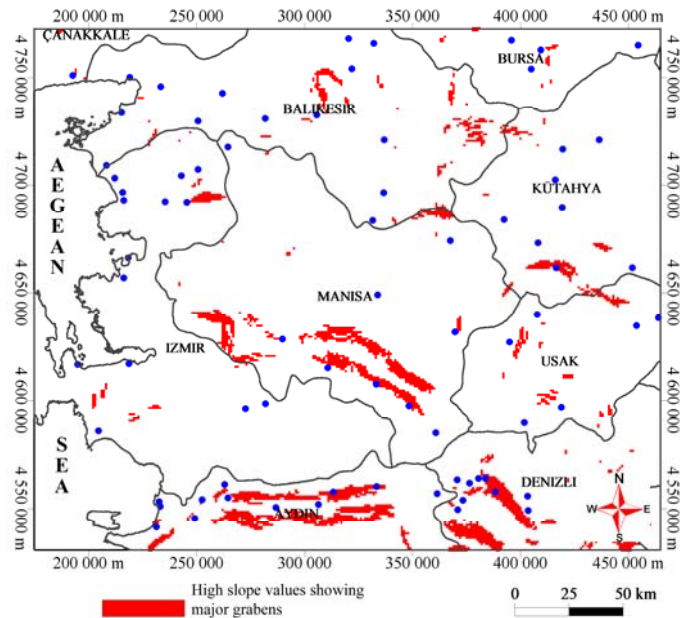 200 000 m 250 000 m 300 000 m 350 000 m 400 000 m 450 000 m
4 750 000 m
4 700 000 m
4 650 000 m
4 600 000 m
4 550 000 m
ÇANAKKALE
BURSA
BALIKESIR
AEGEAN
KÜTAHYA
MANISA
IZMIR
USAK
SEA
DENIZLI
AYDIN
N
W E
S
4 750 000 m
4 700 000 m
4 650 000 m
4 600 000 m
4 550 000 m
200 000 m 250 000 m 300 000 m 350 000 m 400 000 m 450 000 m
High slope values showing
major grabens
0 25 50 km